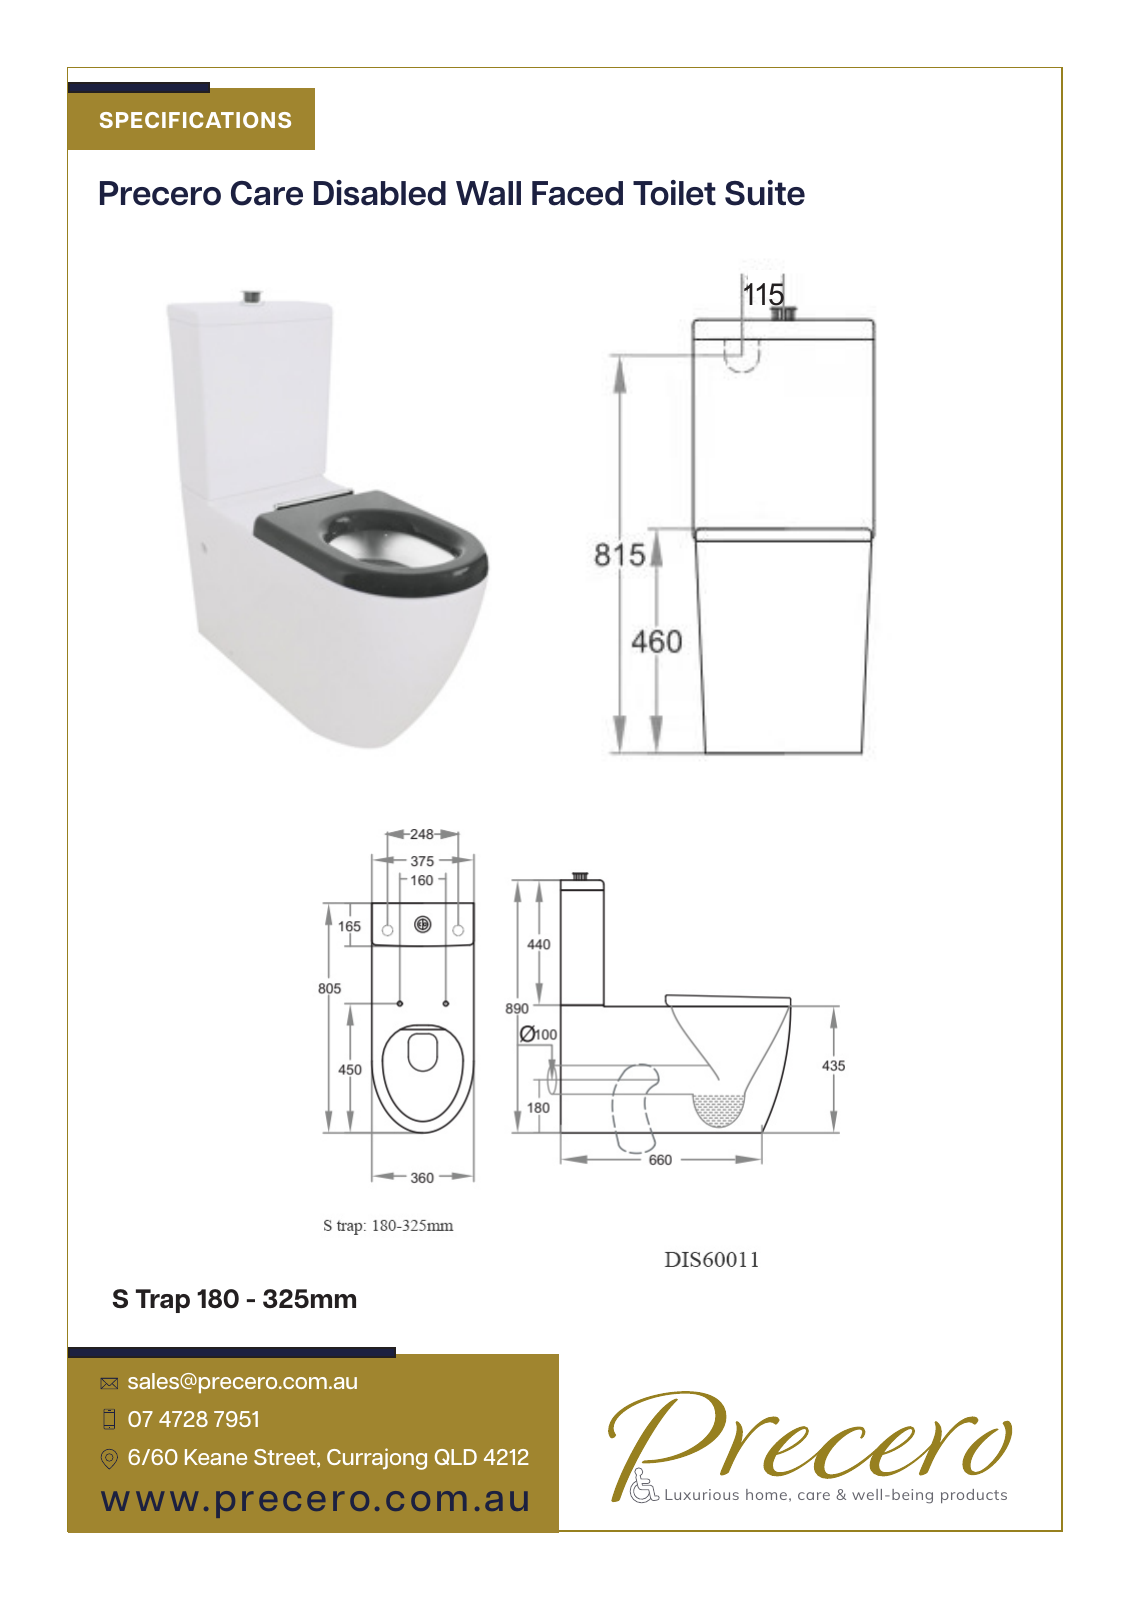 SPECIFICATIONS
Precero Care Disabled Wall Faced Toilet Suite
115
815
460
248
375
160
165
805
450
360
440
890
Ø100
180
435
660
S trap: 180-325mm
DIS60011
S Trap 180 - 325mm
sales@precero.com.au
07 4728 7951
6/60 Keane Street, Currajong QLD 4212
www.precero.com.au
Precero
Luxurious home, care & well-being products